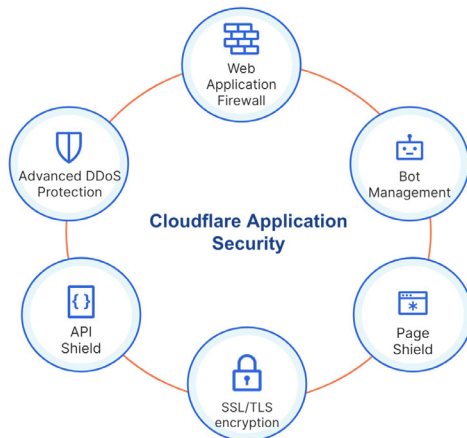 Web
Application
Firewall
Advanced DDoS
Protection
Bot
Management
Cloudflare Application
Security
{ }
API
Shield
*
Page
Shield
SSL/TLS
encryption